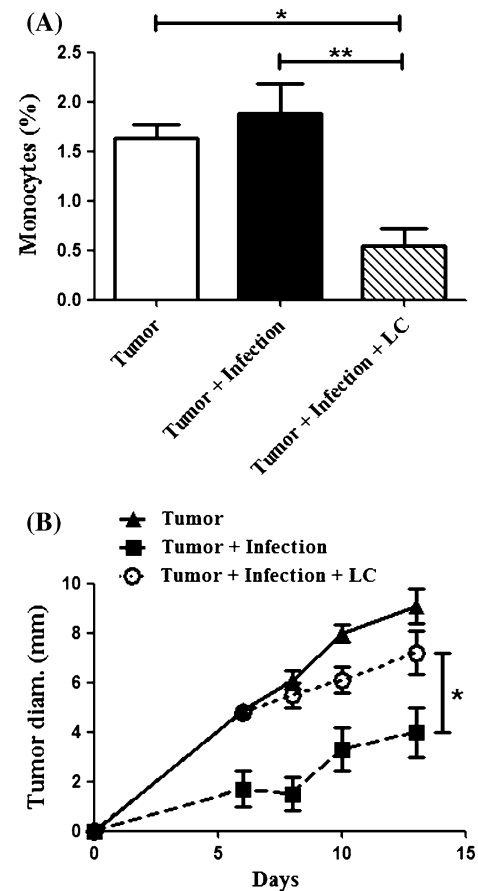 (A)
*
**
2.5
2.0
1.5
1.0
0.5
0.0
Monocytes (%)
Tumor
Tumor + Infection
Tumor + Infection + LC
(B)
Tumor
Tumor + Infection
Tumor + Infection + LC
10
8
6
4
2
0
Tumor diam. (mm)
*
0 5 10 15
Days